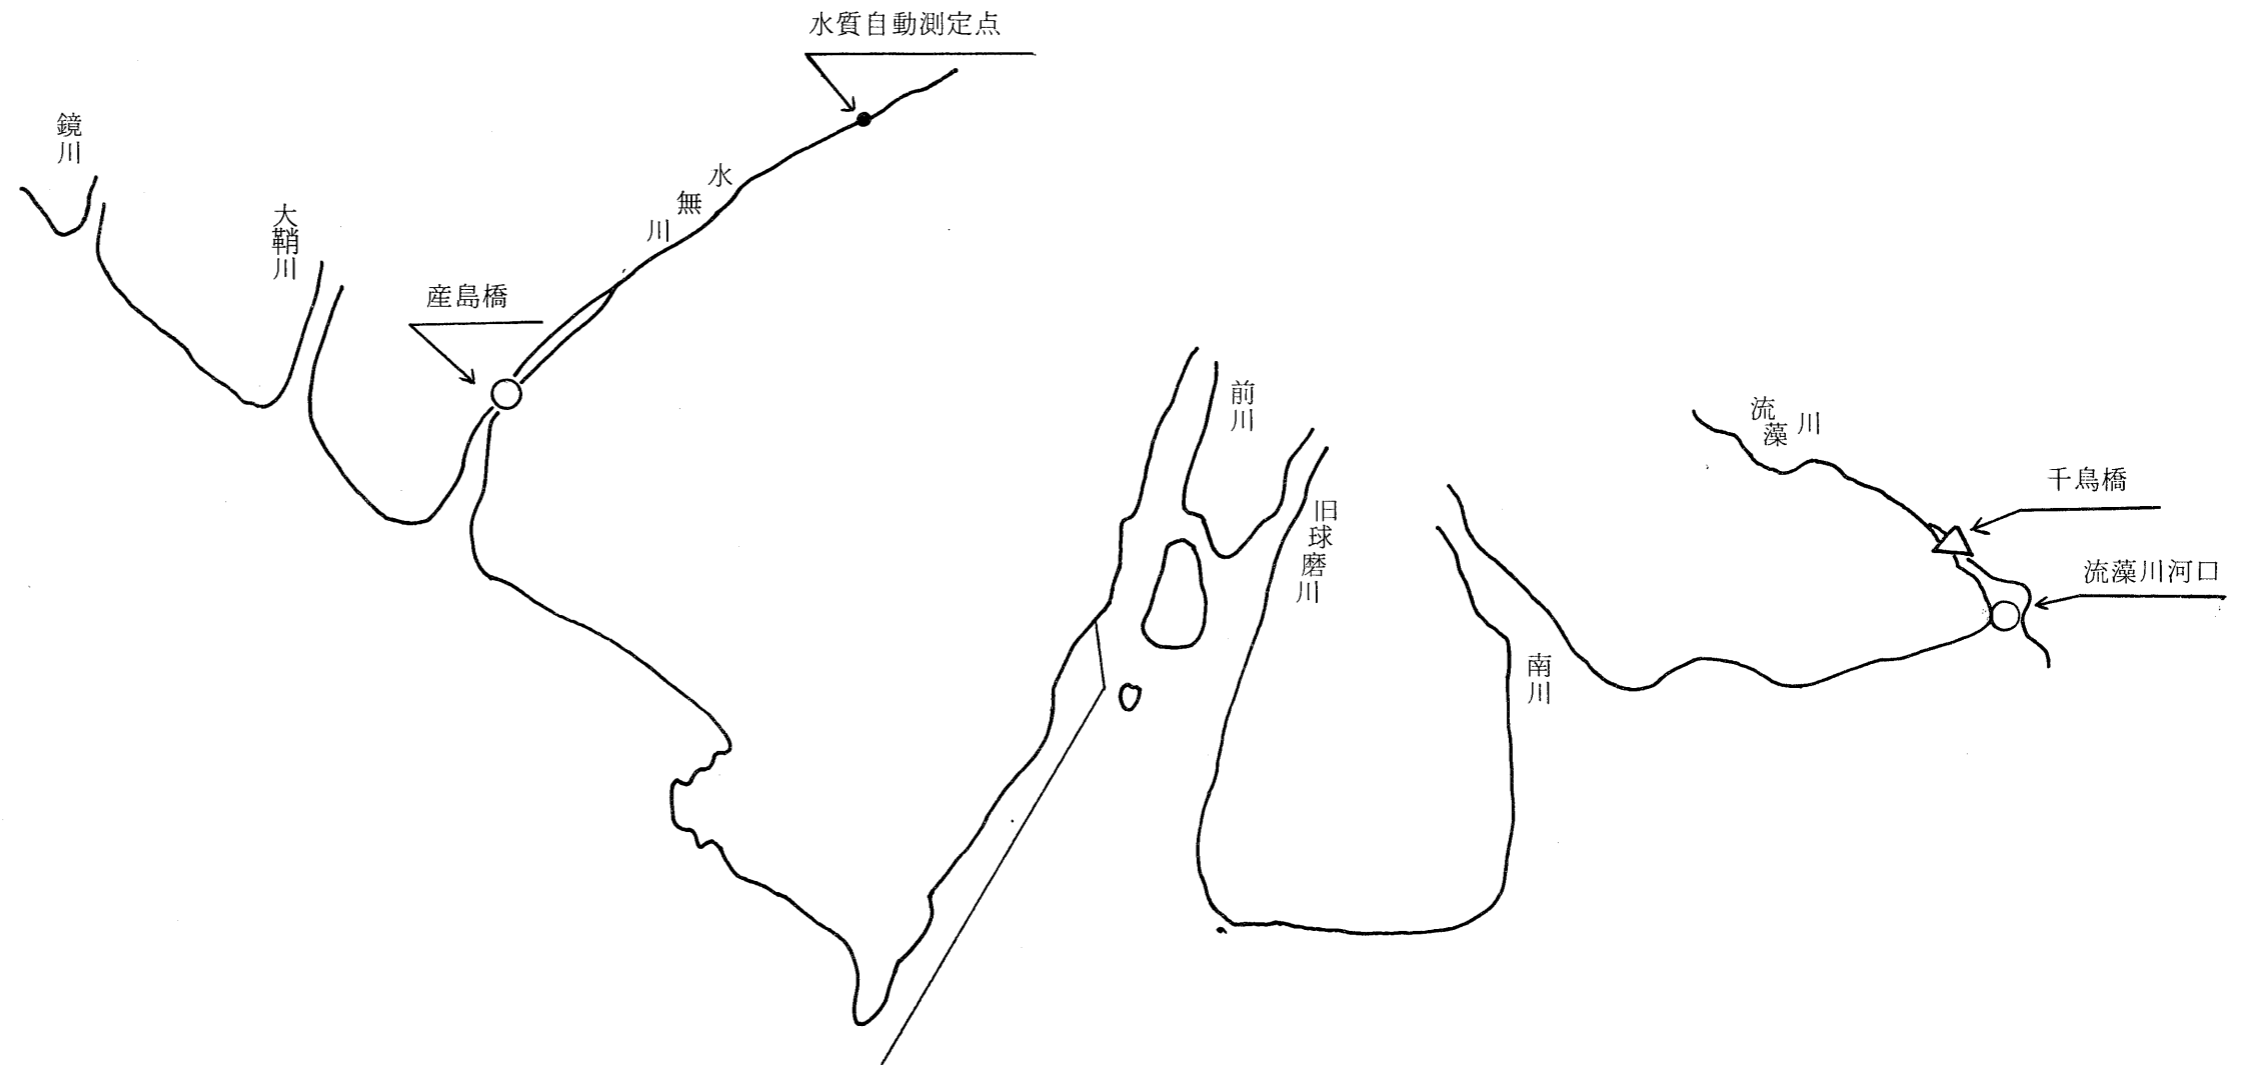 水質自動測定点
鏡川
水無川
大鞘川
産島橋
前川
流藻川
千鳥橋
旧球磨川
流藻川河口
南川